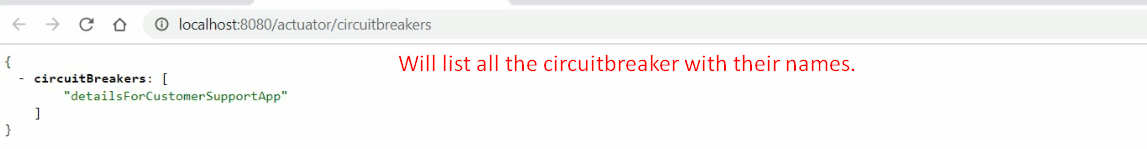 localhost:8080/actuator/circuitbreakers
{
Will list all the circuitbreaker with their names.
- circuitBreakers: [
"detailsForCustomerSupportApp"
]
}